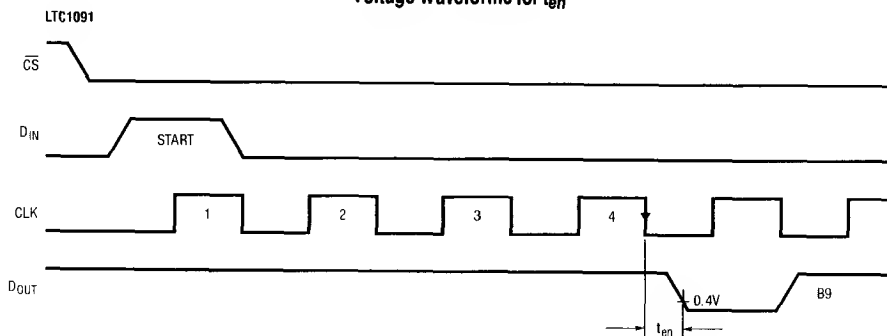 Voltage Waveforms for ten
LTC1091
CS
DIN
START
CLK
1
2
3
4
DOUT
0.4V
B9
ten